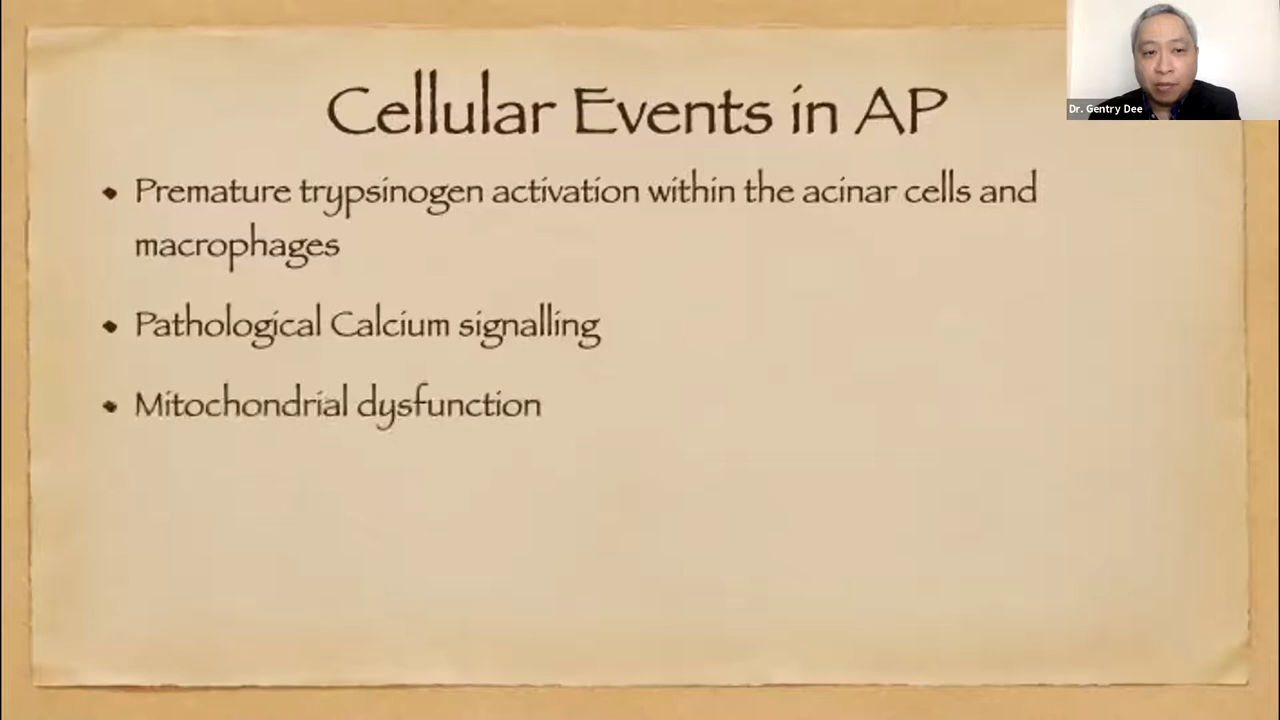 Cellular Events in AP
Dr. Gentry Dee
• Premature trypsinogen activation within the acinar cells and
macrophages
• Pathological Calcium signalling
• Mitochondrial dysfunction